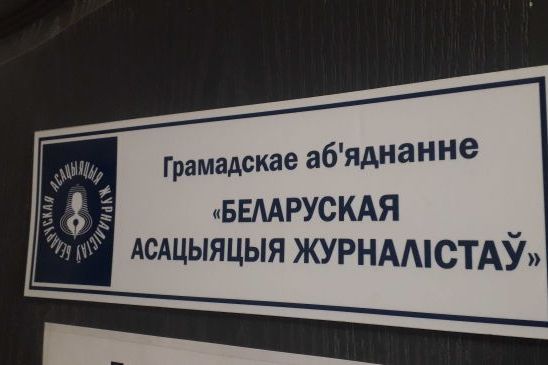 БЕЛАРУСКАЯ АСАЦЫЯЦЫЯ ЖУРНАЛІСТАЎ
Грамадскае аб'яднанне
«БЕЛАРУСКАЯ
АСАЦЫЯЦЫЯ ЖУРНАЛІСТАЎ»